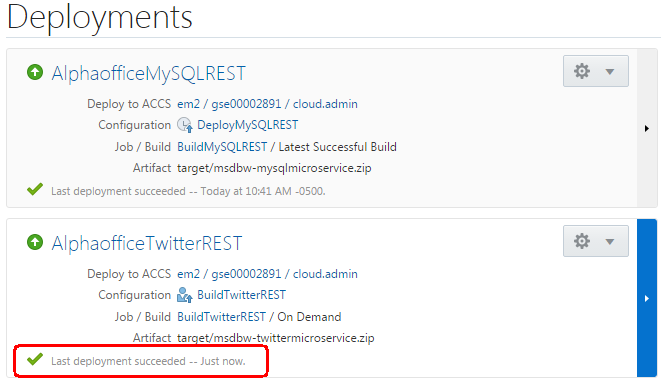 Deployments
AlphaofficeMySQLREST
Deploy to ACCS em2 / gse00002891 / cloud.admin
Configuration DeployMySQLREST
Job / Build BuildMySQLREST / Latest Successful Build
Artifact target/msdbw-mysqlmicroservice.zip
Last deployment succeeded -- Today at 10:41 AM -0500.
AlphaofficeTwitterREST
Deploy to ACCS em2 / gse00002891 / cloud.admin
Configuration BuildTwitterREST
Job / Build BuildTwitterREST / On Demand
Artifact target/msdbw-twittermicroservice.zip
Last deployment succeeded -- Just now.